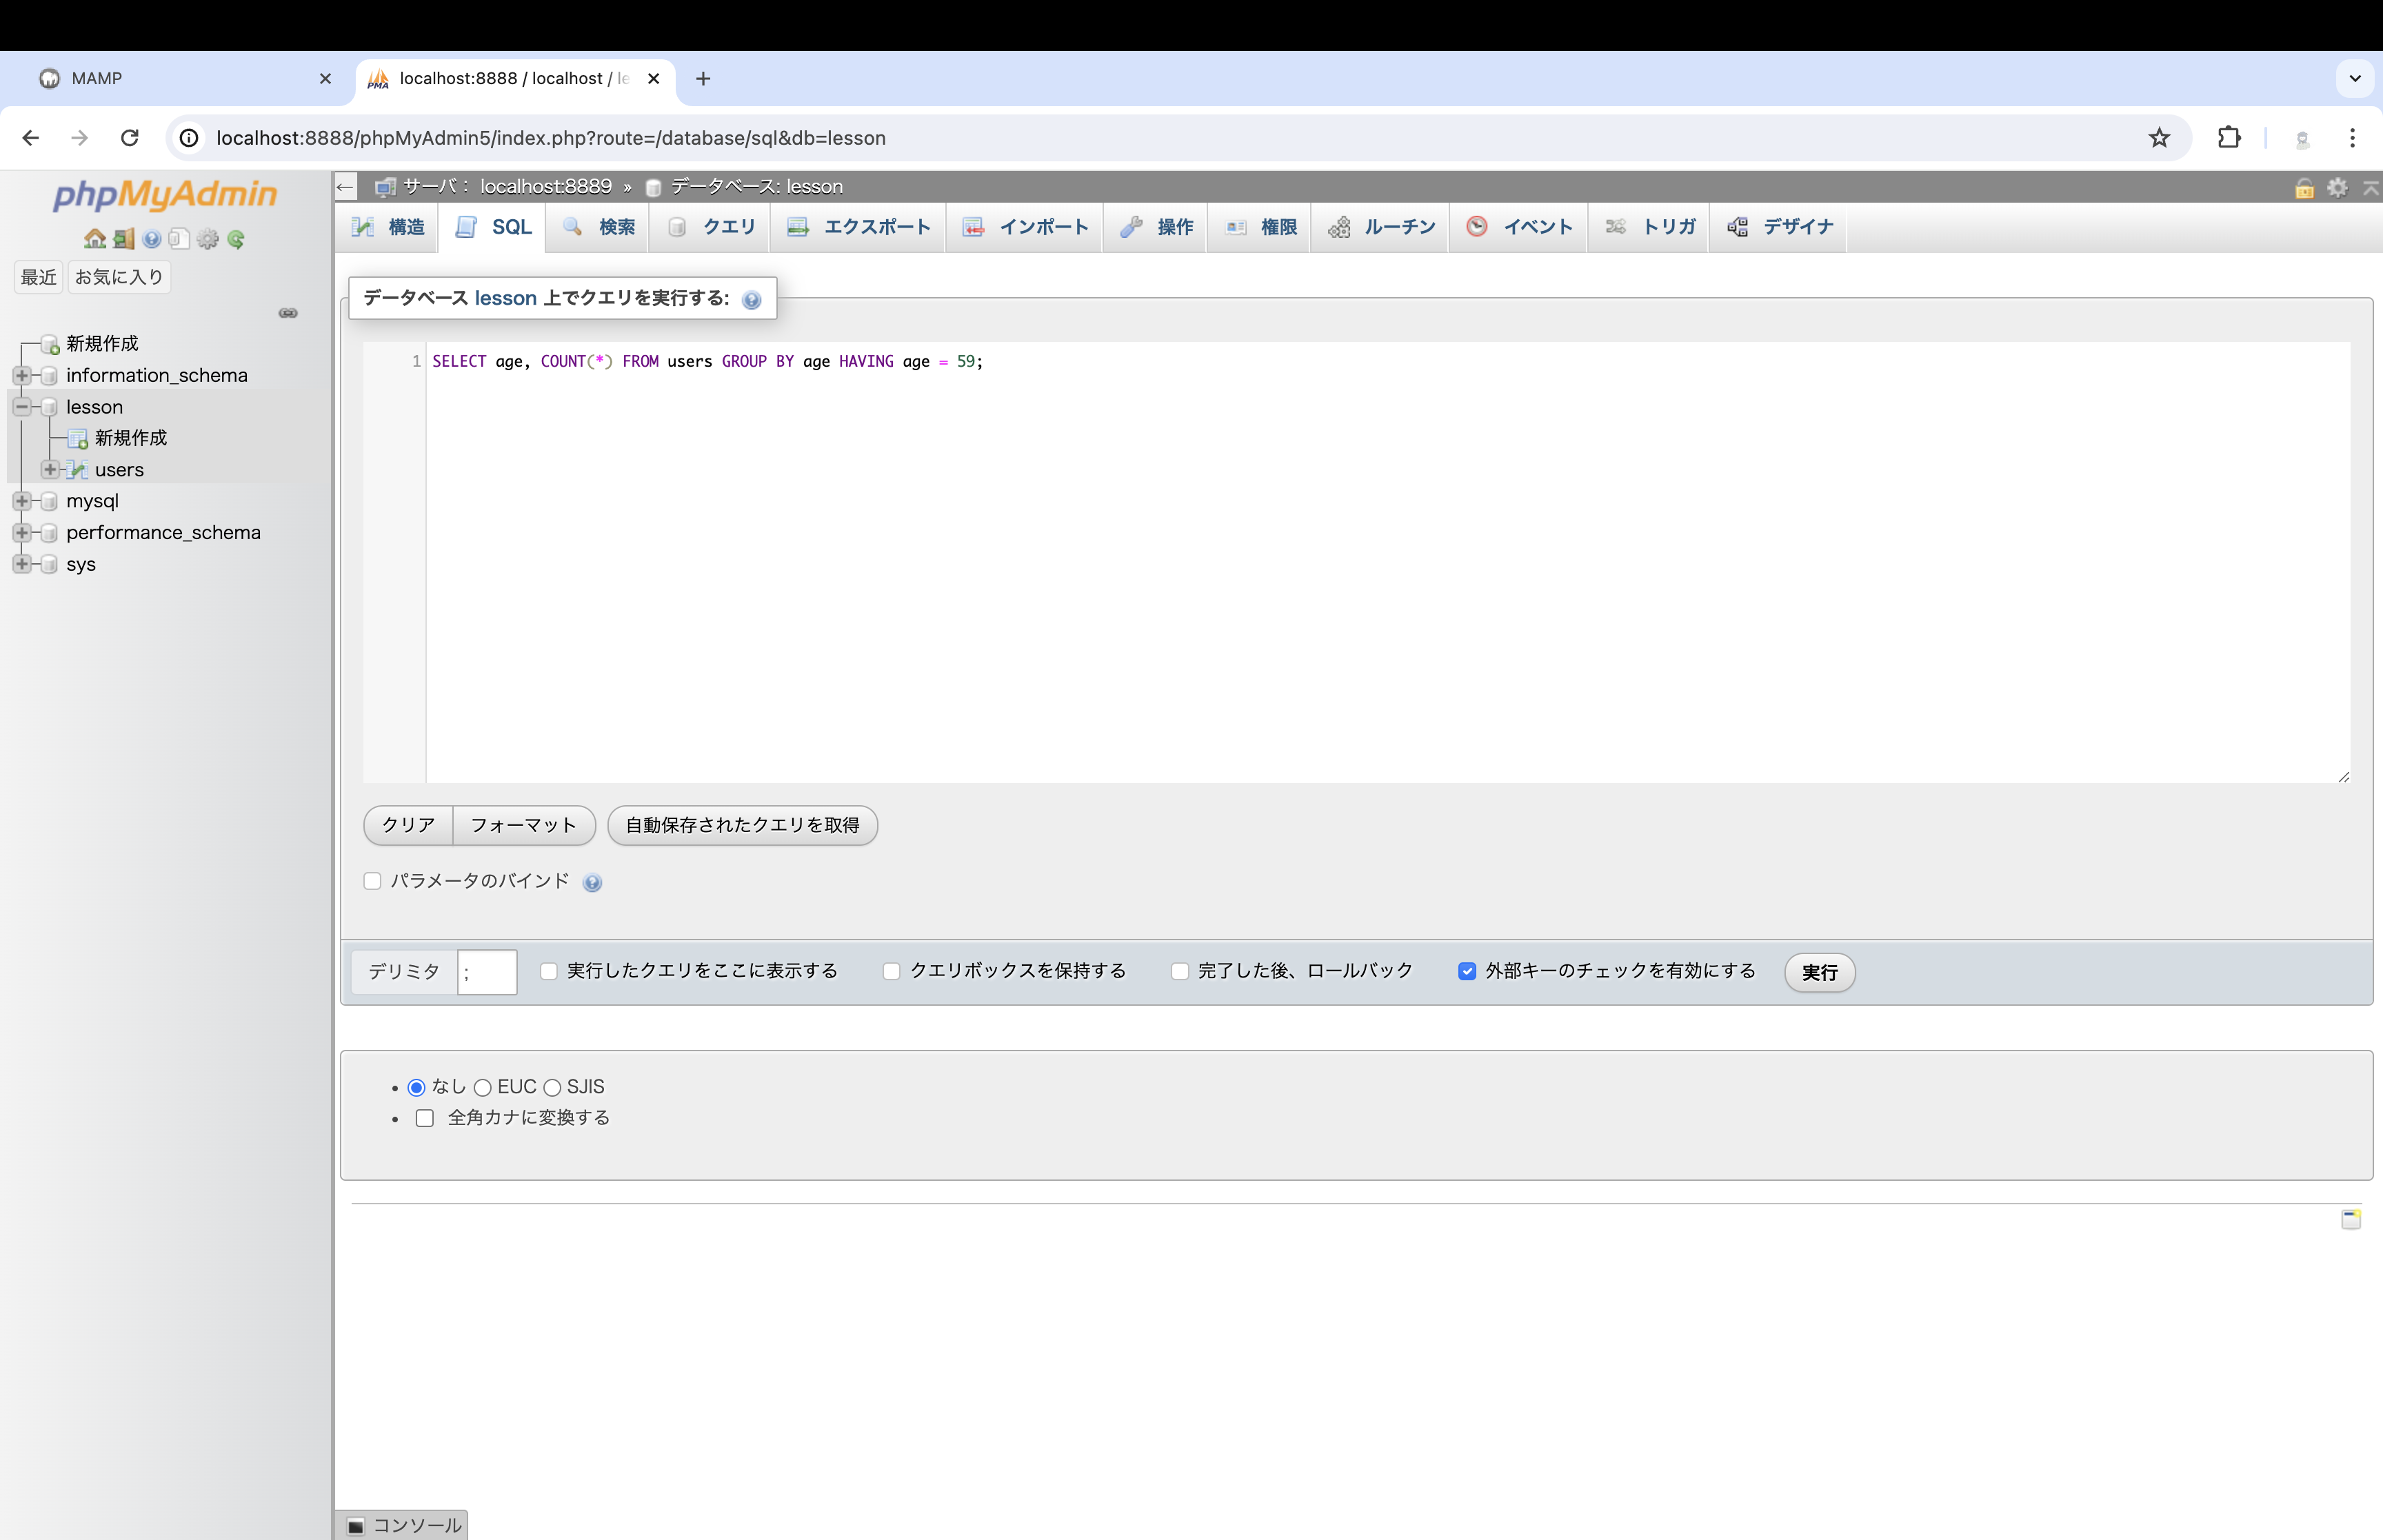 MAMP
localhost:8888 / localhost / le
localhost:8888/phpMyAdmin5/index.php?route=/database/sql&db=lesson
phpMyAdmin
サーバ： localhost:8889 » データベース: lesson
構造 SQL 検索 クエリ エクスポート インポート 操作 権限 ルーチン イベント トリガ デザイナ
最近 お気に入り
新規作成
information_schema
lesson
新規作成
users
mysql
performance_schema
sys
データベース lesson 上でクエリを実行する:
1 SELECT age, COUNT(*) FROM users GROUP BY age HAVING age = 59;
クリア フォーマット 自動保存されたクエリを取得
パラメータのバインド
デリミタ ; 実行したクエリをここに表示する クエリボックスを保持する 完了した後、ロールバック 外部キーのチェックを有効にする 実行
なし EUC SJIS
全角カナに変換する
コンソール